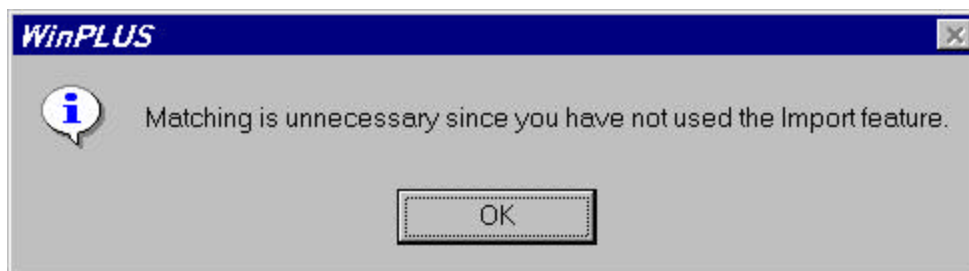 WinPLUS
Matching is unnecessary since you have not used the Import feature.
OK